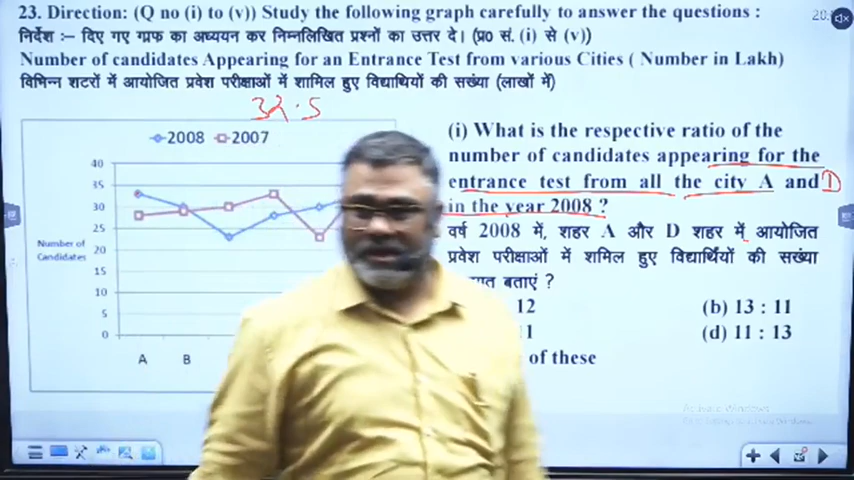 23. Direction: (Q no (i) to (v)) Study the following graph carefully to answer the questions :
निर्देश :– दिए गए ग्रफ का अध्ययन कर निम्नलिखित प्रश्नों का उत्तर दे। (प्र० सं. (i) से (v))
Number of candidates Appearing for an Entrance Test from various Cities ( Number in Lakh)
विभिन्न शटरों में आयोजित प्रवेश परीक्षाओं में शामिल हुए विद्यार्थियों की सख्या (लाखों में)
32.5
2008 2007
40
35
30
25
20
15
10
5
0
Number of
Candidates
A B
(i) What is the respective ratio of the
number of candidates appearing for the
entrance test from all the city A and D
in the year 2008 ?
वर्ष 2008 में, शहर A और D शहर में आयोजित
प्रवेश परीक्षाओं में शमिल हुए विद्यार्थियों की सख्या
बताएं ?
12 (b) 13 : 11
(d) 11 : 13
of these